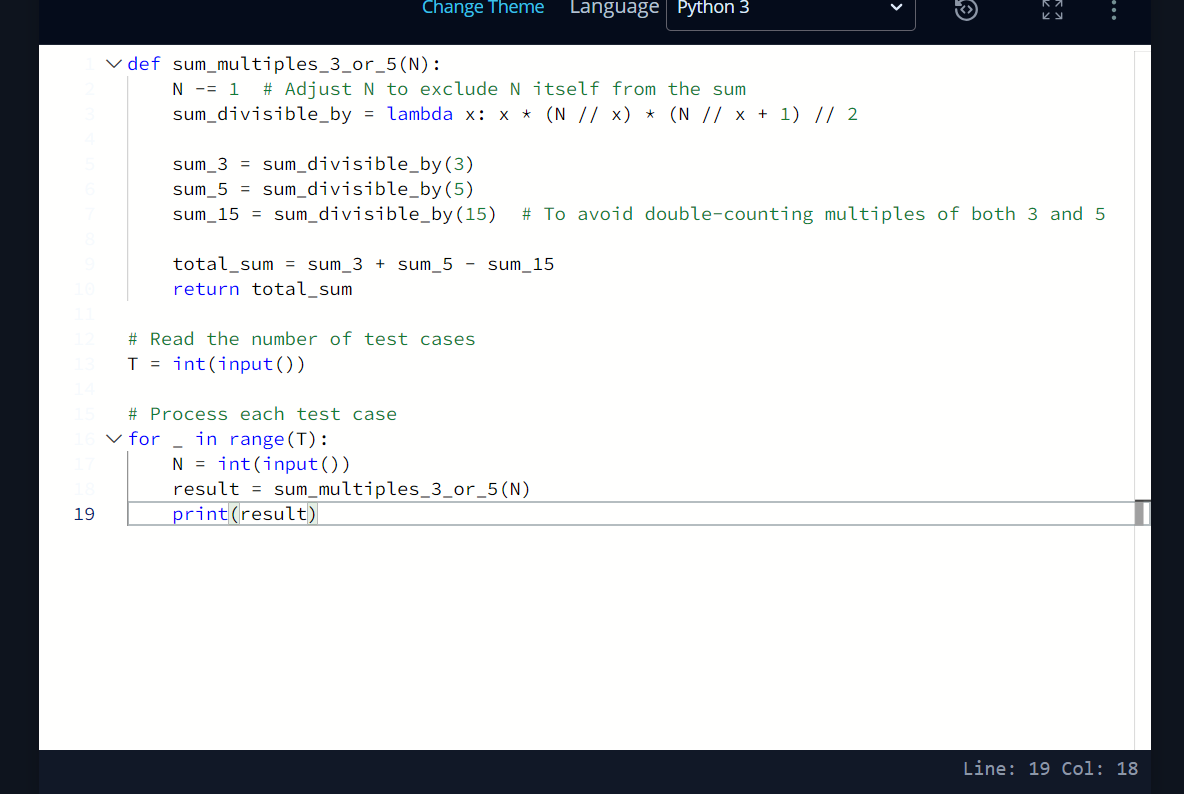 Change Theme Language Python 3
1 def sum_multiples_3_or_5(N):
2 N -= 1 # Adjust N to exclude N itself from the sum
3 sum_divisible_by = lambda x: x * (N // x) * (N // x + 1) // 2
4
5 sum_3 = sum_divisible_by(3)
6 sum_5 = sum_divisible_by(5)
7 sum_15 = sum_divisible_by(15) # To avoid double-counting multiples of both 3 and 5
8
9 total_sum = sum_3 + sum_5 - sum_15
10 return total_sum
11
12 # Read the number of test cases
13 T = int(input())
14
15 # Process each test case
16 for _ in range(T):
17 N = int(input())
18 result = sum_multiples_3_or_5(N)
19 print(result)
Line: 19 Col: 18